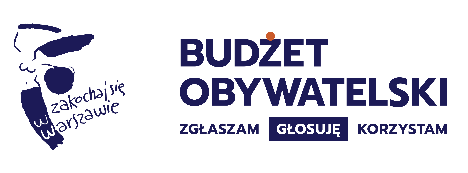 zakochaj się
w Warszawie
BUDŻET
OBYWATELSKI
ZGŁASZAM GŁOSUJĘ KORZYSTAM